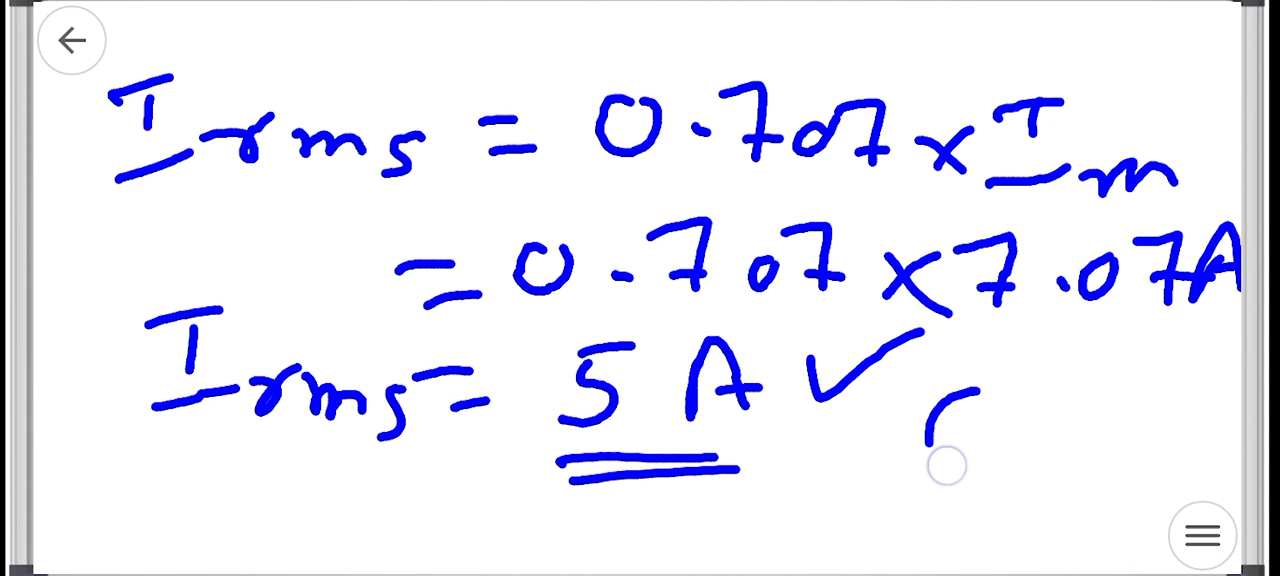 Irms = 0.707 x Im
= 0.707 x 7.07A
Irms = 5 A ✓ (